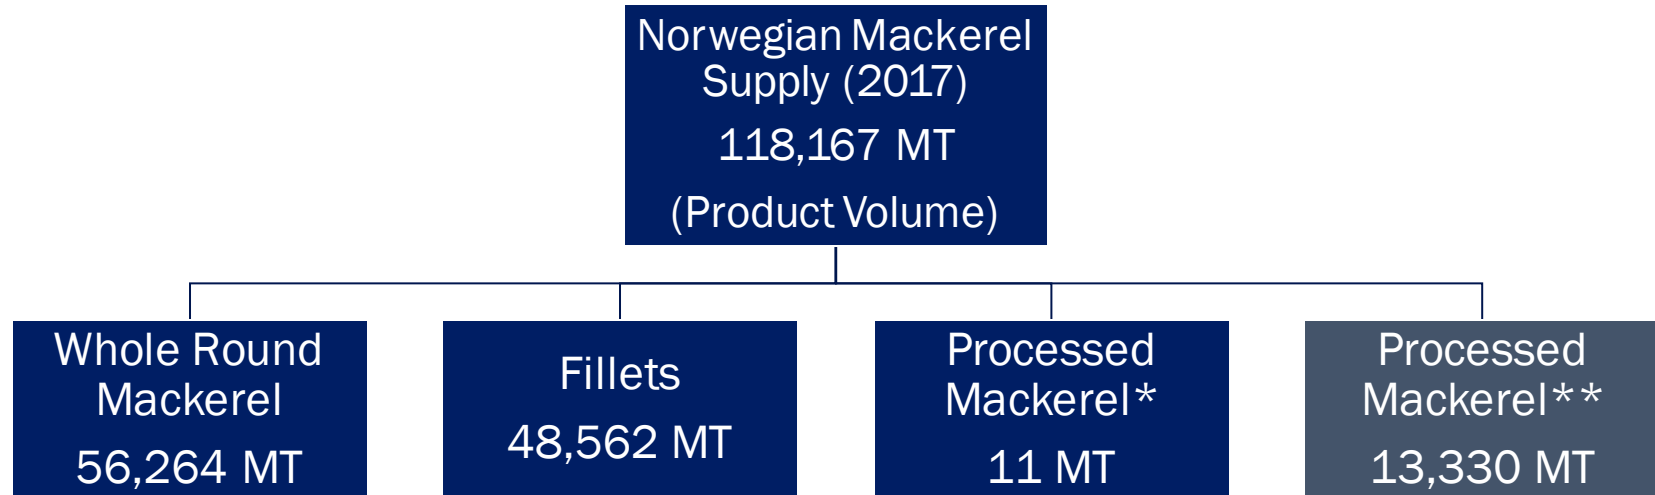 Norwegian Mackerel
Supply (2017)
118,167 MT
(Product Volume)
Whole Round
Mackerel
56,264 MT
Fillets
48,562 MT
Processed
Mackerel*
11 MT
Processed
Mackerel**
13,330 MT